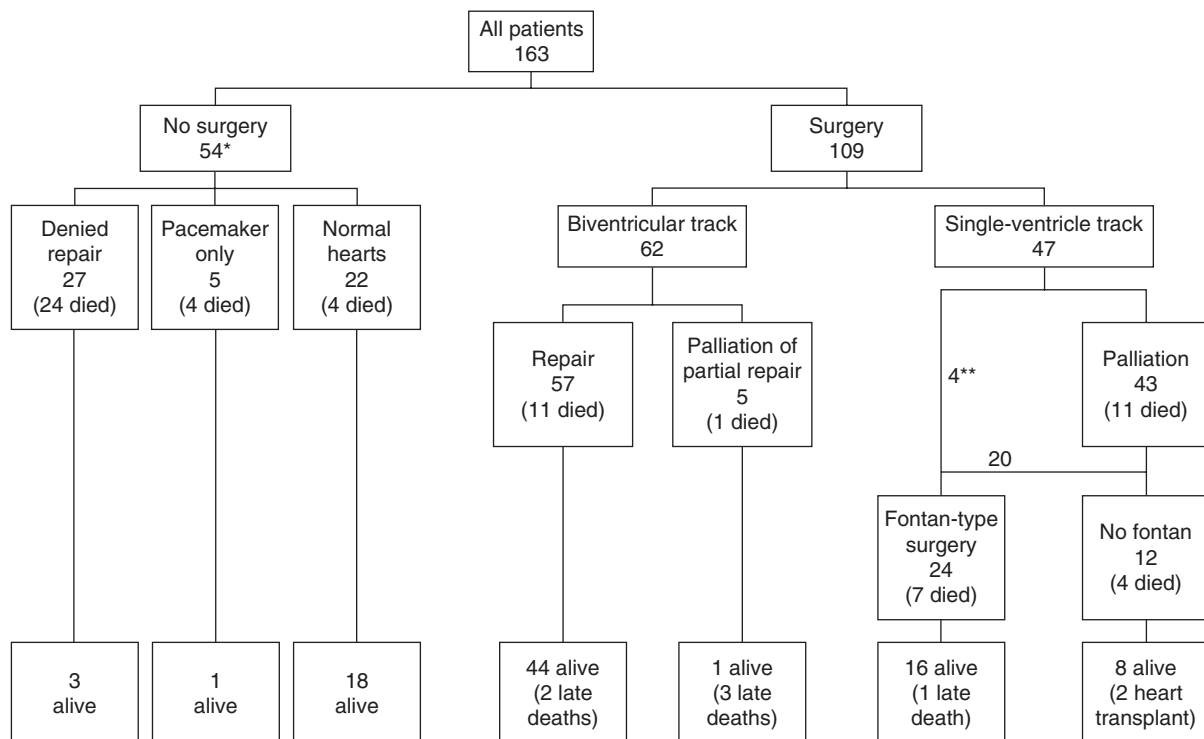 All patients
163
No surgery
54*
Surgery
109
Denied
repair
27
(24 died)
Pacemaker
only
5
(4 died)
Normal
hearts
22
(4 died)
Biventricular track
62
Single-ventricle track
47
Repair
57
(11 died)
Palliation of
partial repair
5
(1 died)
4**
Palliation
43
(11 died)
20
Fontan-type
surgery
24
(7 died)
No fontan
12
(4 died)
3
alive
1
alive
18
alive
44 alive
(2 late
deaths)
1 alive
(3 late
deaths)
16 alive
(1 late
death)
8 alive
(2 heart
transplant)